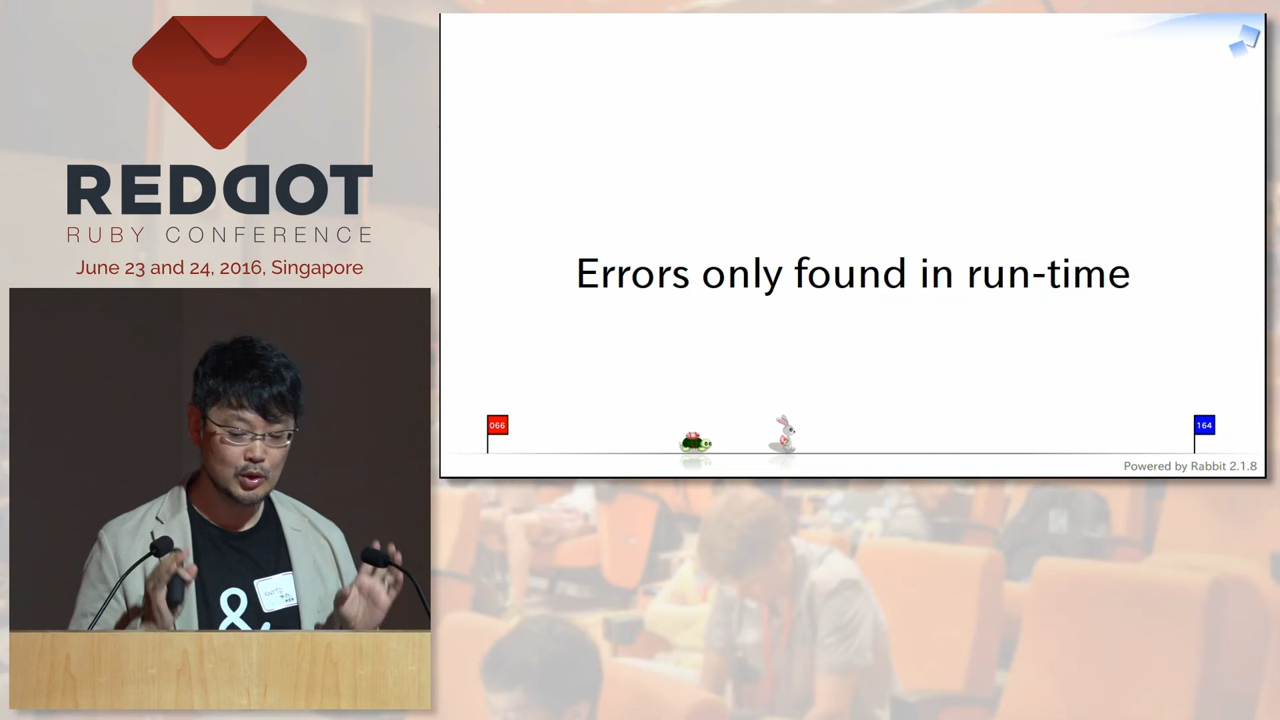 REDDOT
RUBY CONFERENCE
June 23 and 24, 2016, Singapore
Errors only found in run-time
066
164
Powered by Rabbit 2.1.8
&